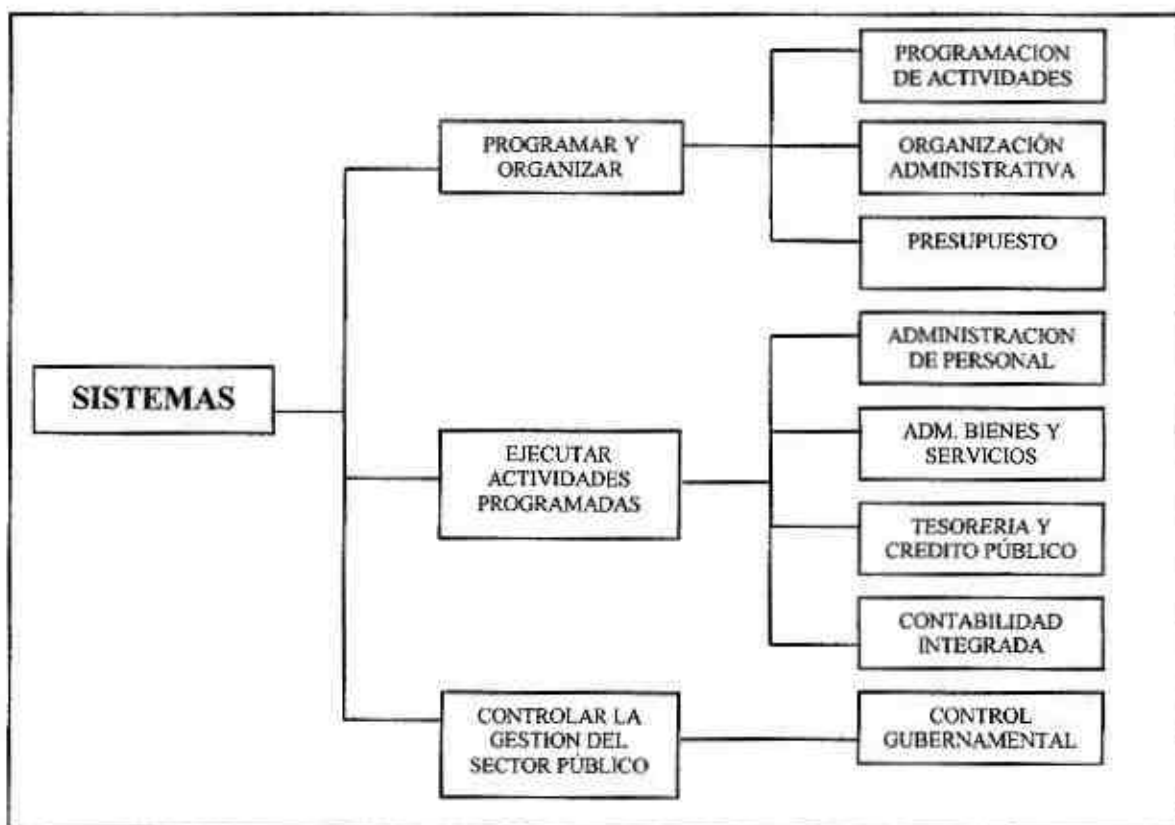 PROGRAMACION
DE ACTIVIDADES
PROGRAMAR Y
ORGANIZAR
ORGANIZACIÓN
ADMINISTRATIVA
PRESUPUESTO
SISTEMAS
ADMINISTRACION
DE PERSONAL
EJECUTAR
ACTIVIDADES
PROGRAMADAS
ADM. BIENES Y
SERVICIOS
TESORERIA Y
CREDITO PÚBLICO
CONTABILIDAD
INTEGRADA
CONTROLAR LA
GESTION DEL
SECTOR PÚBLICO
CONTROL
GUBERNAMENTAL